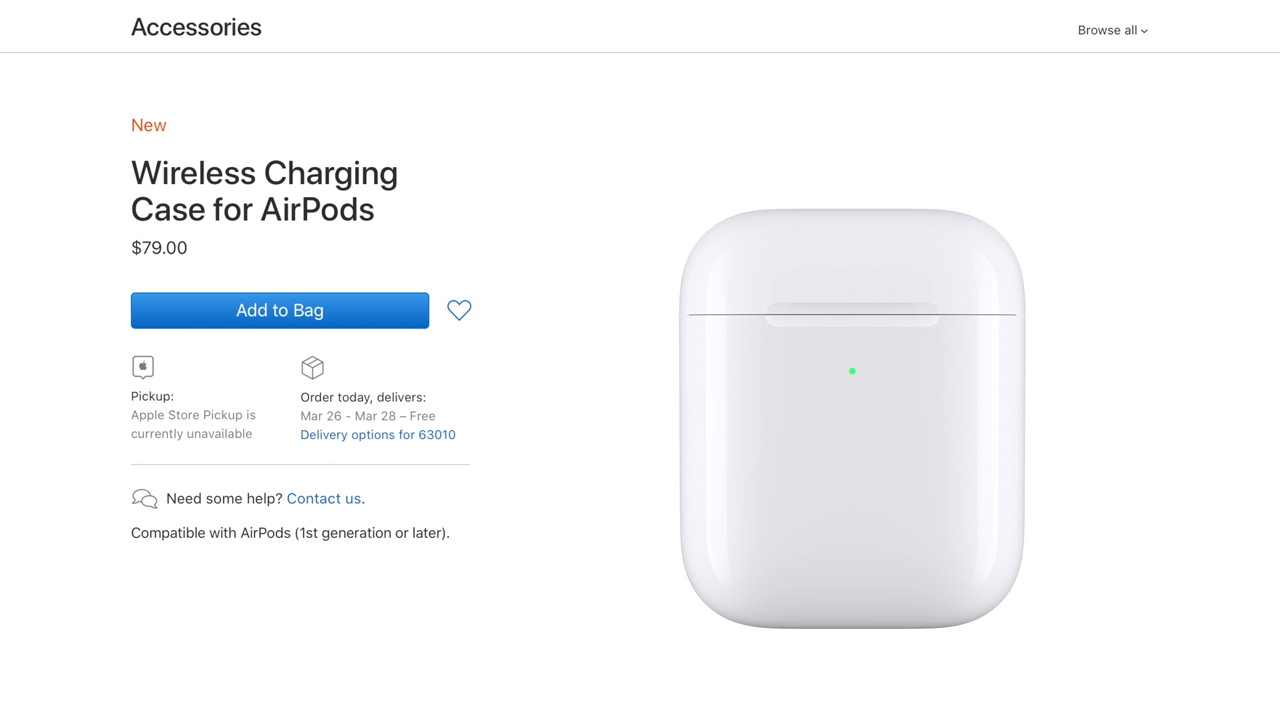 Accessories
Browse all
New
Wireless Charging
Case for AirPods
$79.00
Add to Bag
Pickup:
Apple Store Pickup is
currently unavailable
Order today, delivers:
Mar 26 - Mar 28 – Free
Delivery options for 63010
Need some help? Contact us.
Compatible with AirPods (1st generation or later).